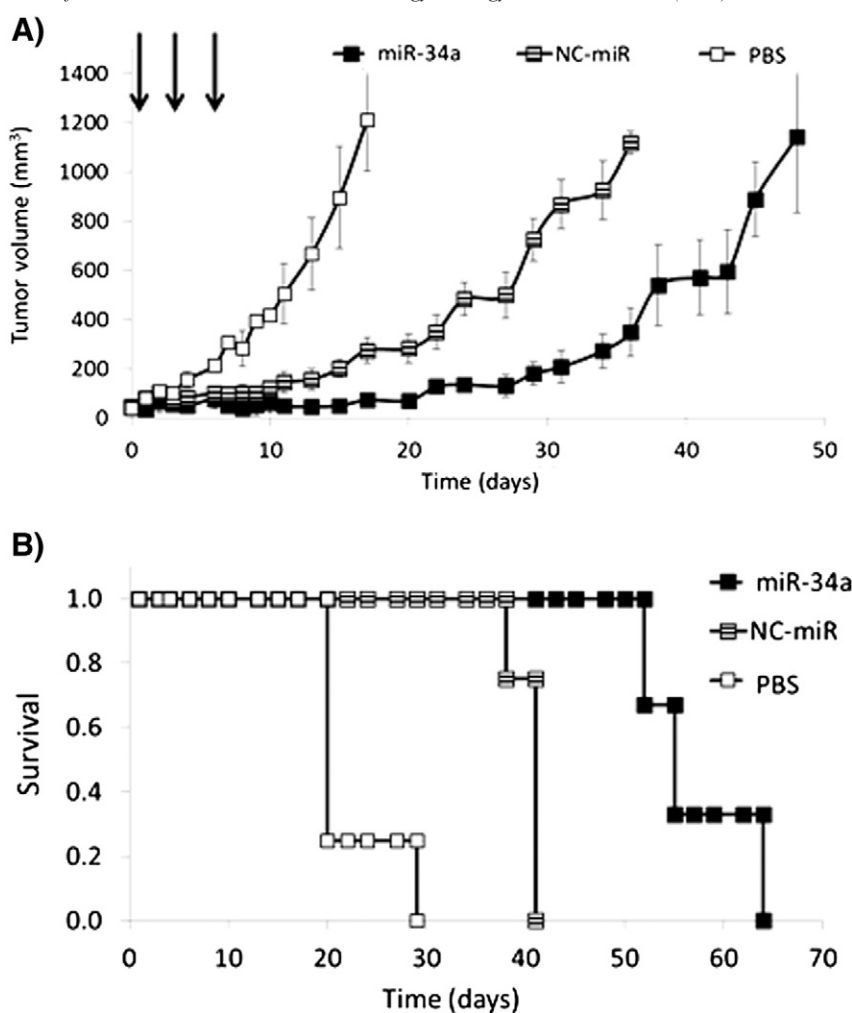 A)
miR-34a NC-miR PBS
1400
1200
1000
800
600
400
200
0
Tumor volume (mm³)
0 10 20 30 40 50
Time (days)
B)
miR-34a
NC-miR
PBS
1.0
0.8
0.6
0.4
0.2
0.0
Survival
0 10 20 30 40 50 60 70
Time (days)